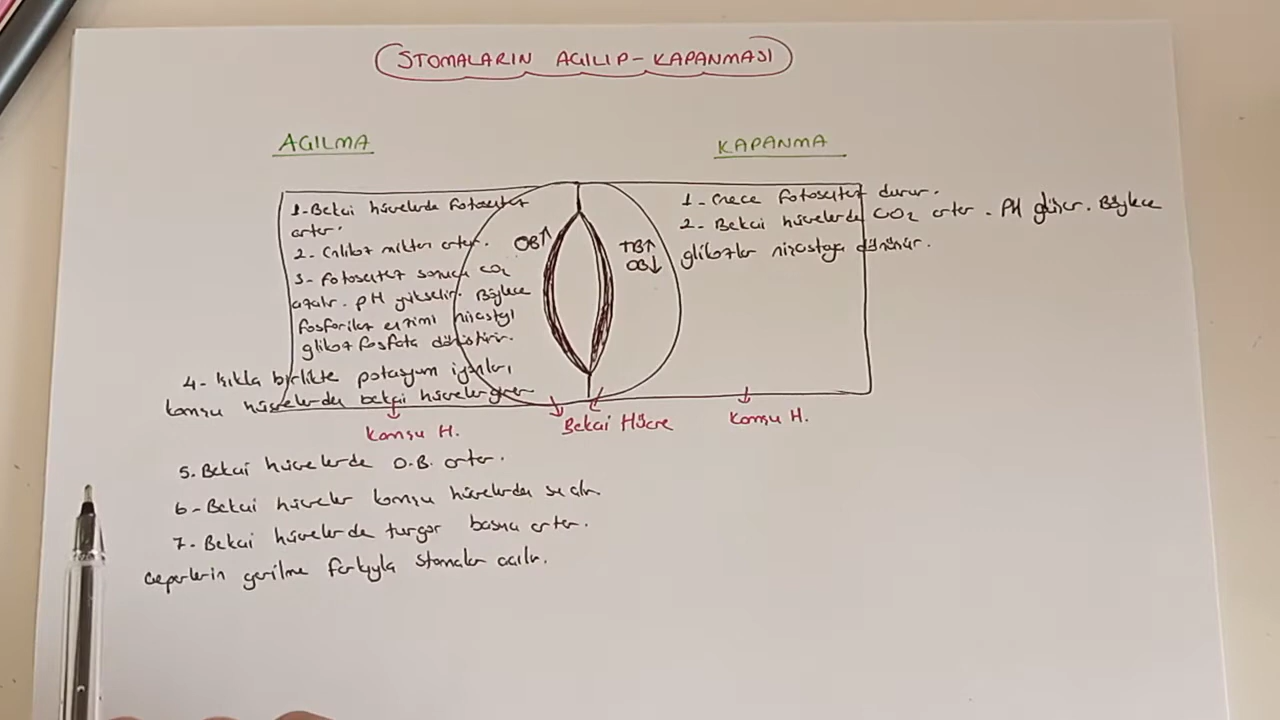 STOMALARIN AÇILIP-KAPANMASI
AÇILMA
1-Bekçi hücrelerde fotosentez
artar.
2- Glikoz miktarı artar.
3- Fotosentez sonucu CO2
azalır. pH yükselir. Böylece
fosforilaz enzimi nişastayı
glikoz fosfata dönüştürür.
4- Işıkla birlikte potasyum iyonları,
komşu hücrelerden bekçi hücrelere girer
OB↑
TB↑
OB↓
Komşu H.
Bekçi Hücre
Komşu H.
5. Bekçi hücrelerde O.B. artar.
6- Bekçi hücreler komşu hücrelerden su alır.
7- Bekçi hücrelerde turgor basıncı artar.
Çeperlerin gerilme farkıyla stomalar açılır.
KAPANMA
1- Gece fotosentez durur.
2- Bekçi hücrelerde CO2 artar. PH düşer. Böylece
glikozlar nişastaya dönüşür.